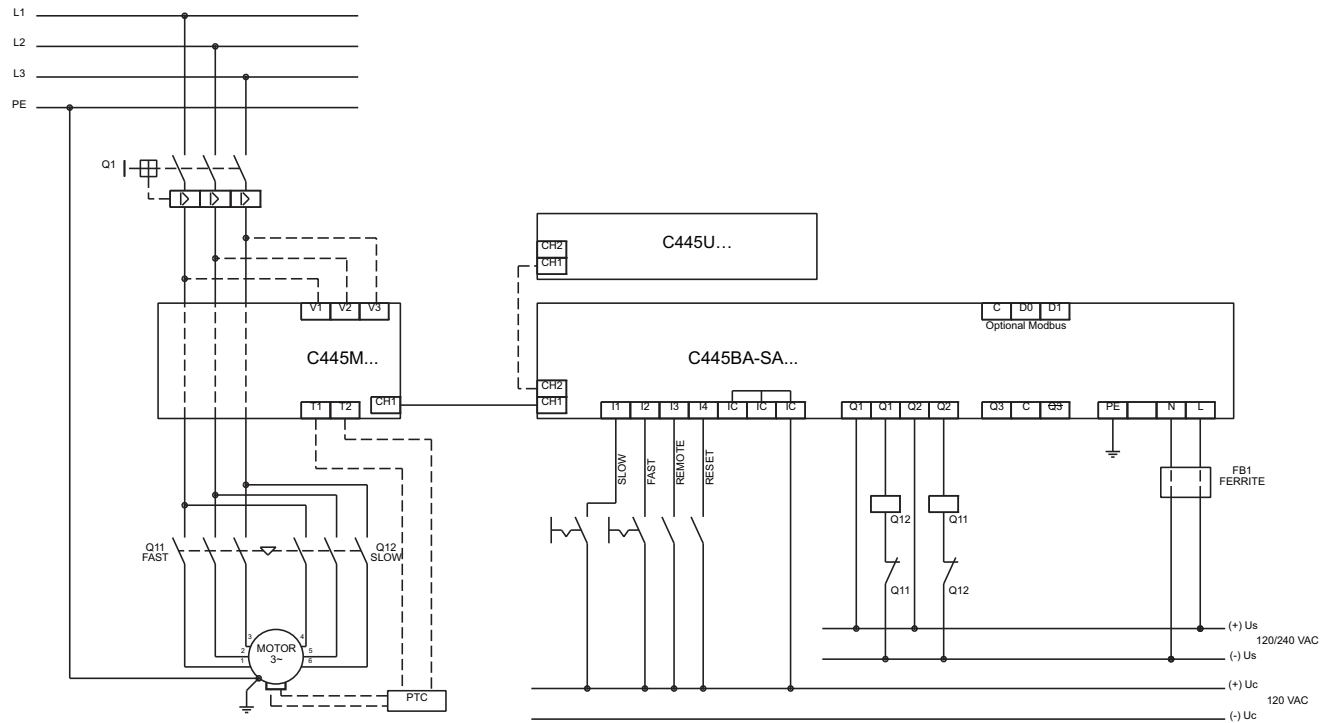 L1
L2
L3
PE
Q1
C445U...
CH2
CH1
V1 V2 V3
C D0 D1
Optional Modbus
C445M...
C445BA-SA...
CH2
T1 T2 CH1
CH1
I1 I2 I3 I4 IC IC IC
Q1 Q1 Q2 Q2
Q3 C Q3
PE N L
SLOW
FAST
REMOTE
RESET
FB1
FERRITE
Q12
Q11
Q11
FAST
Q12
SLOW
Q11
Q12
3 4
MOTOR
3~
2 5
1 6
PTC
(+) Us
120/240 VAC
(-) Us
(+) Uc
120 VAC
(-) Uc